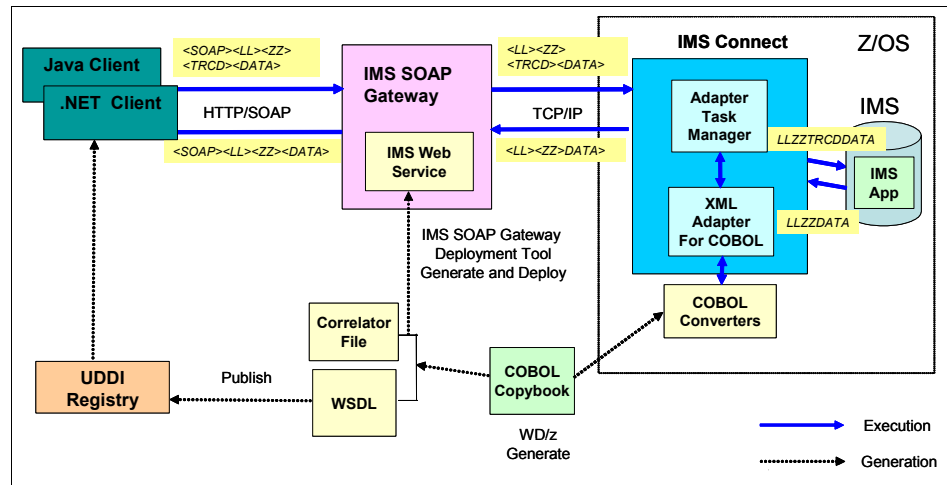 <SOAP><LL><ZZ>
<TRCD><DATA>
<LL><ZZ>
<TRCD><DATA>
Java Client
.NET Client
HTTP/SOAP
<SOAP><LL><ZZ><DATA>
IMS SOAP
Gateway
IMS Web
Service
TCP/IP
<LL><ZZ>DATA>
IMS Connect
Z/OS
Adapter
Task
Manager
IMS
LLZZTRCDDATA
IMS
App
LLZZDATA
XML
Adapter
For COBOL
COBOL
Converters
IMS SOAP Gateway
Deployment Tool
Generate and Deploy
Correlator
File
WSDL
Publish
UDDI
Registry
COBOL
Copybook
WD/z
Generate
Execution
Generation